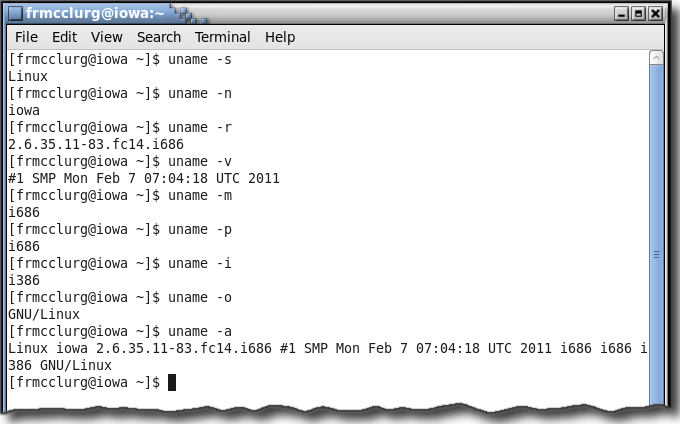 frmcclurg@iowa:~
File Edit View Search Terminal Help
[frmcclurg@iowa ~]$ uname -s
Linux
[frmcclurg@iowa ~]$ uname -n
iowa
[frmcclurg@iowa ~]$ uname -r
2.6.35.11-83.fc14.i686
[frmcclurg@iowa ~]$ uname -v
#1 SMP Mon Feb 7 07:04:18 UTC 2011
[frmcclurg@iowa ~]$ uname -m
i686
[frmcclurg@iowa ~]$ uname -p
i686
[frmcclurg@iowa ~]$ uname -i
i386
[frmcclurg@iowa ~]$ uname -o
GNU/Linux
[frmcclurg@iowa ~]$ uname -a
Linux iowa 2.6.35.11-83.fc14.i686 #1 SMP Mon Feb 7 07:04:18 UTC 2011 i686 i686 i
386 GNU/Linux
[frmcclurg@iowa ~]$